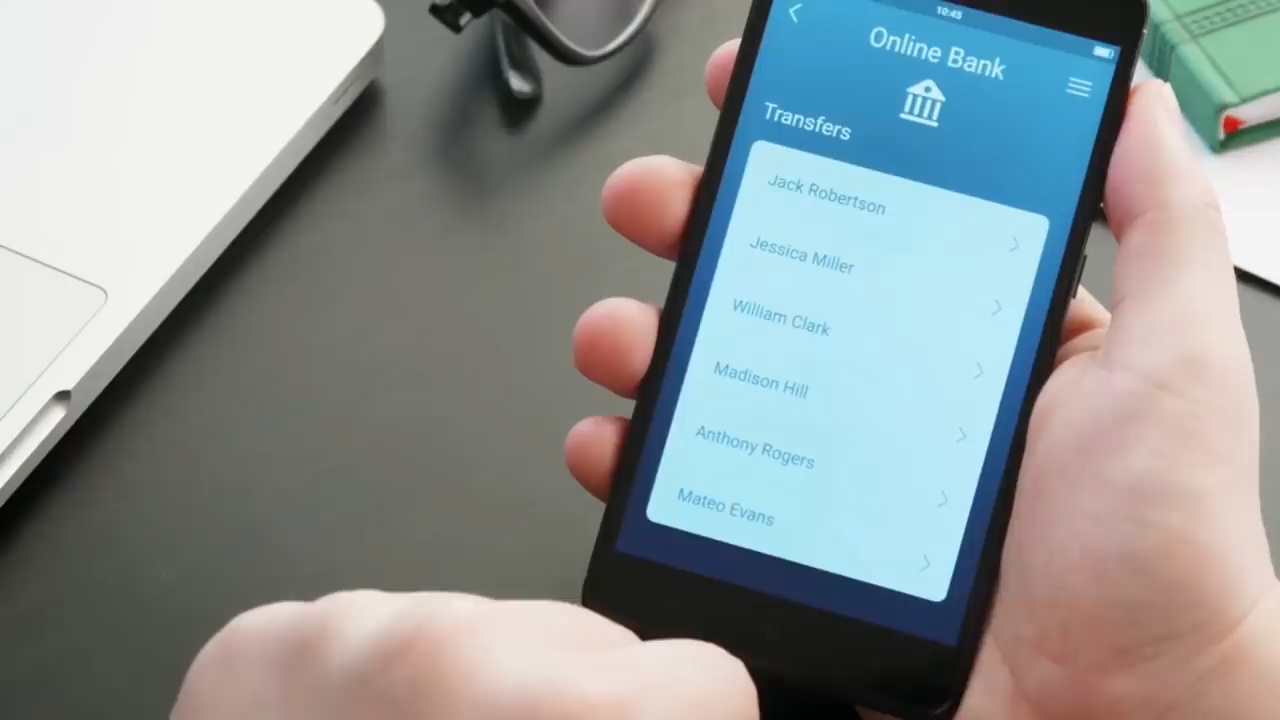 10:45
Online Bank
Transfers
Jack Robertson
Jessica Miller
William Clark
Madison Hill
Anthony Rogers
Mateo Evans